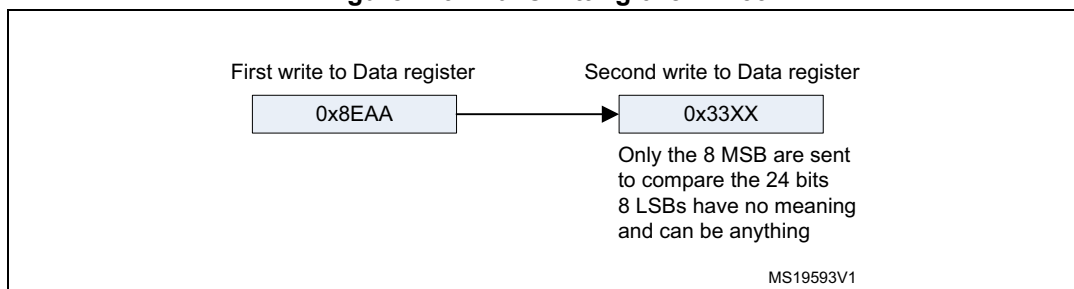 First write to Data register
Second write to Data register
0x8EAA
0x33XX
Only the 8 MSB are sent
to compare the 24 bits
8 LSBs have no meaning
and can be anything
MS19593V1